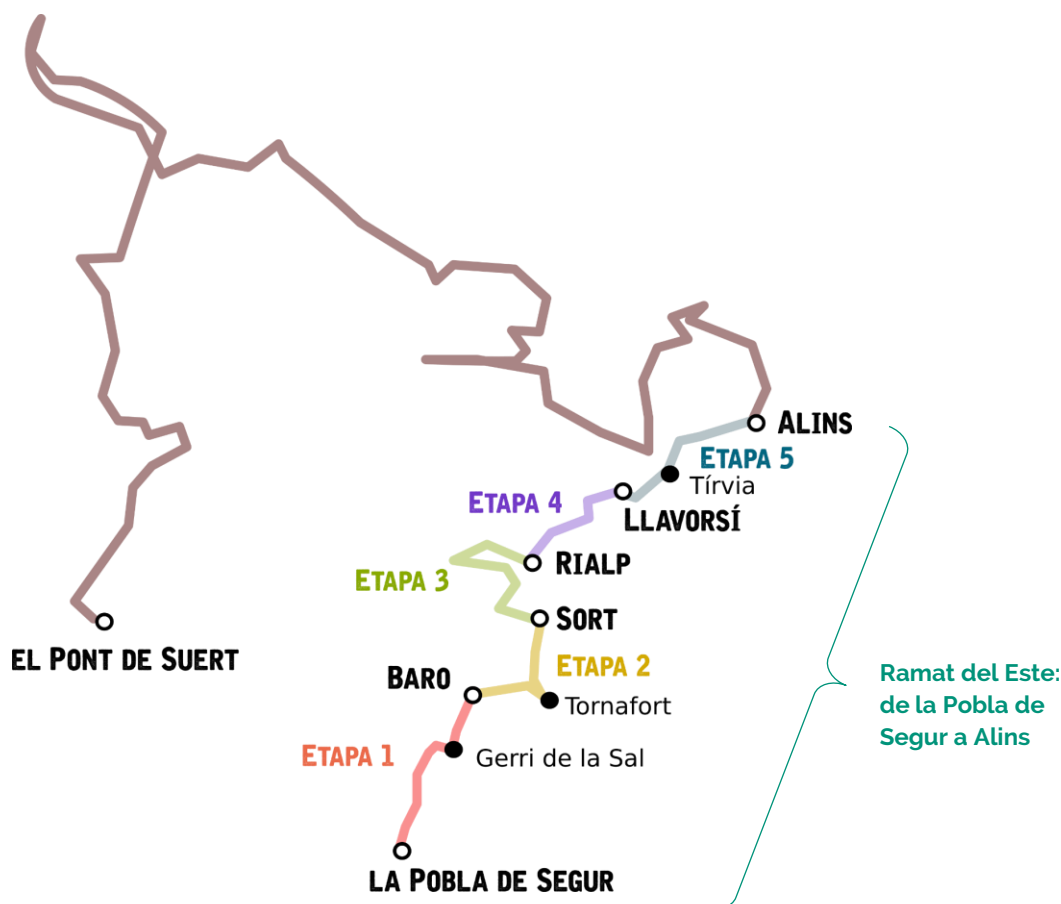 ALINS
ETAPA 5
Tírvia
ETAPA 4
LLAVORSÍ
RIALP
ETAPA 3
SORT
EL PONT DE SUERT
ETAPA 2
BARO
Tornafort
Ramat del Este:
de la Pobla de
Segur a Alins
ETAPA 1
Gerri de la Sal
LA POBLA DE SEGUR